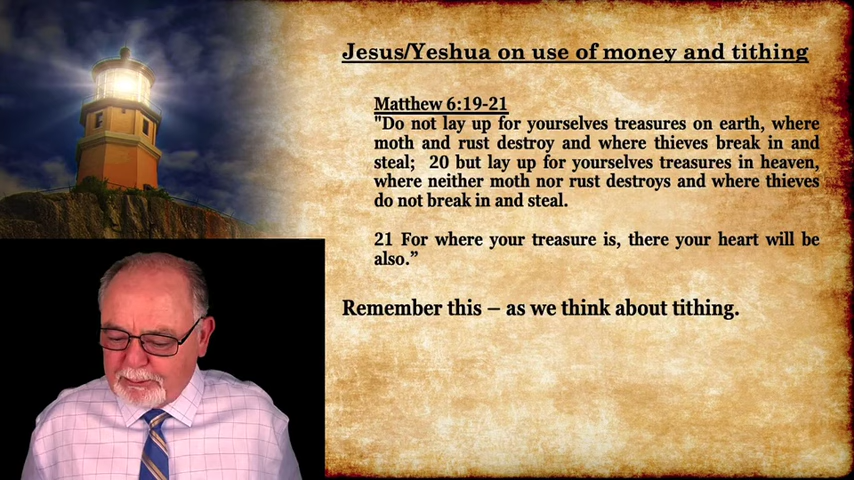 Jesus/Yeshua on use of money and tithing
Matthew 6:19-21
"Do not lay up for yourselves treasures on earth, where
moth and rust destroy and where thieves break in and
steal;  20 but lay up for yourselves treasures in heaven,
where neither moth nor rust destroys and where thieves
do not break in and steal.
21 For where your treasure is, there your heart will be
also.”
Remember this – as we think about tithing.